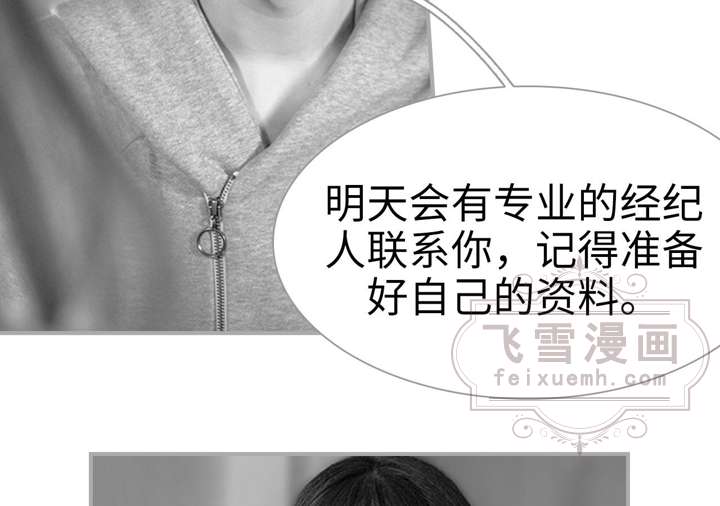 明天会有专业的经纪
人联系你，记得准备
好自己的资料。
飞雪漫画
feixuemh.com